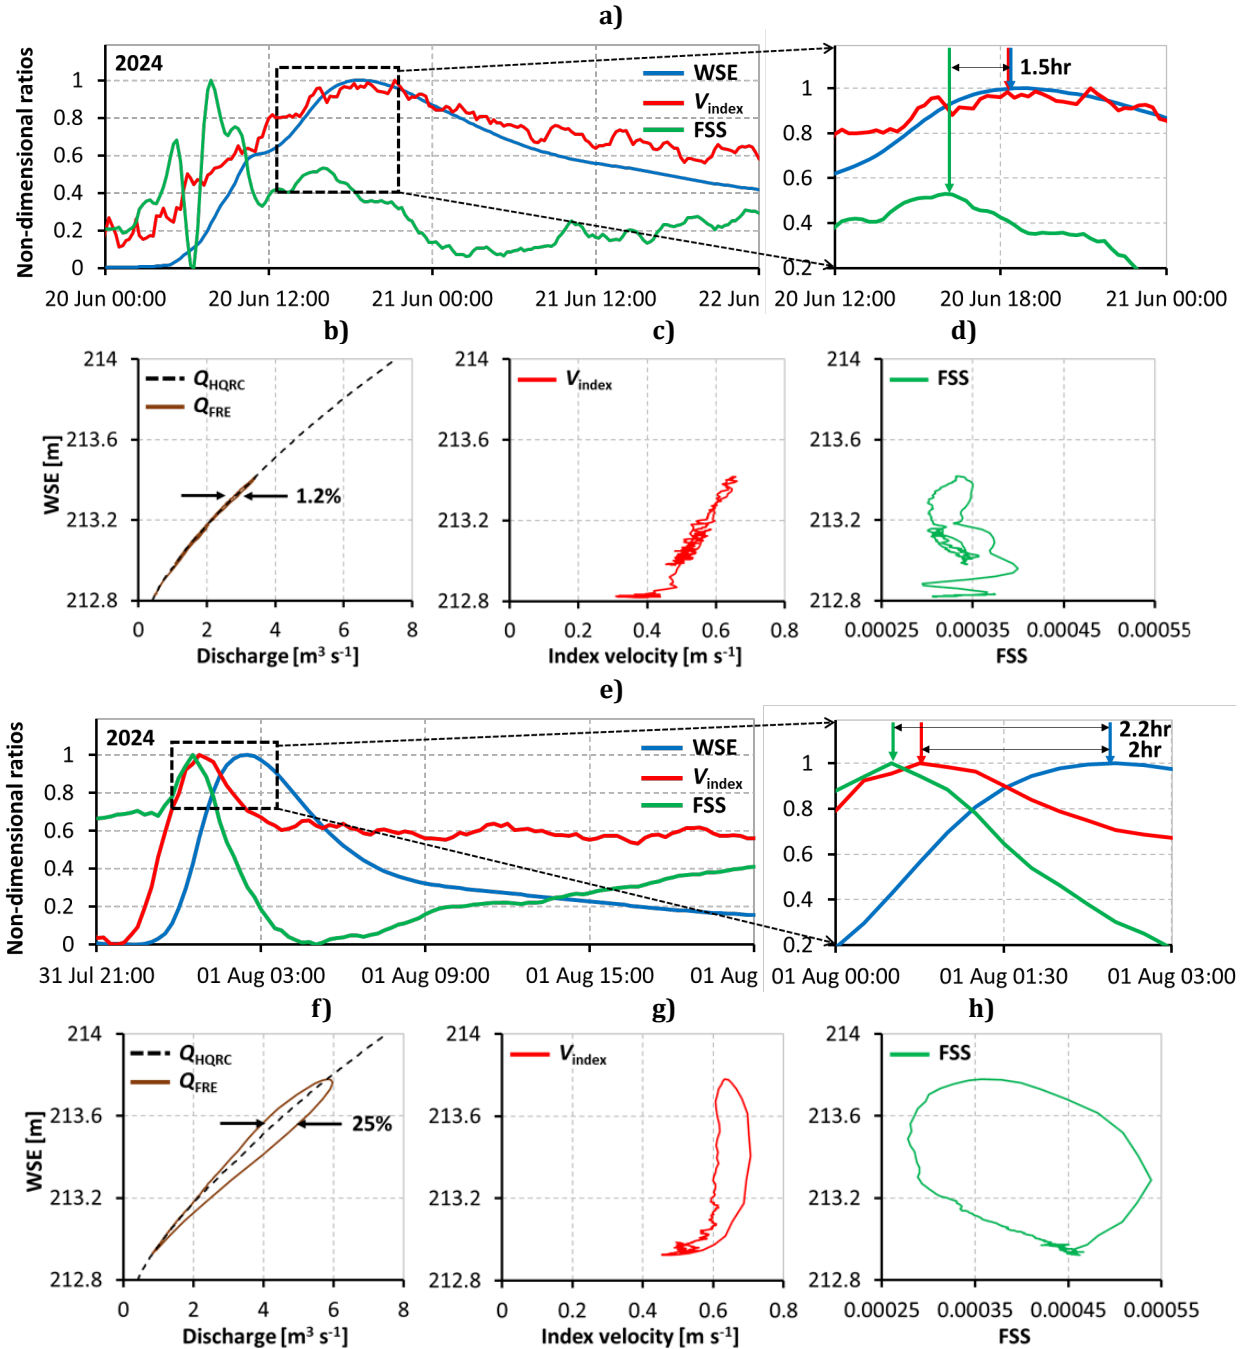 a)
2024
WSE
Vindex
FSS
Non-dimensional ratios
1
0.8
0.6
0.4
0.2
0
20 Jun 00:00
20 Jun 12:00
21 Jun 00:00
21 Jun 12:00
22 Jun
1.5hr
1
0.8
0.6
0.4
0.2
20 Jun 12:00
20 Jun 18:00
21 Jun 00:00
b)
QHQRC
QFRE
1.2%
WSE [m]
214
213.6
213.2
212.8
0
2
4
6
8
Discharge [m³ s⁻¹]
c)
Vindex
214
213.6
213.2
212.8
0
0.2
0.4
0.6
0.8
Index velocity [m s⁻¹]
d)
FSS
214
213.6
213.2
212.8
0.00025
0.00035
0.00045
0.00055
FSS
e)
2024
WSE
Vindex
FSS
Non-dimensional ratios
1
0.8
0.6
0.4
0.2
0
31 Jul 21:00
01 Aug 03:00
01 Aug 09:00
01 Aug 15:00
01 Aug
2.2hr
2hr
1
0.8
0.6
0.4
0.2
01 Aug 00:00
01 Aug 01:30
01 Aug 03:00
f)
QHQRC
QFRE
25%
WSE [m]
214
213.6
213.2
212.8
0
2
4
6
8
Discharge [m³ s⁻¹]
g)
Vindex
214
213.6
213.2
212.8
0
0.2
0.4
0.6
0.8
Index velocity [m s⁻¹]
h)
FSS
214
213.6
213.2
212.8
0.00025
0.00035
0.00045
0.00055
FSS